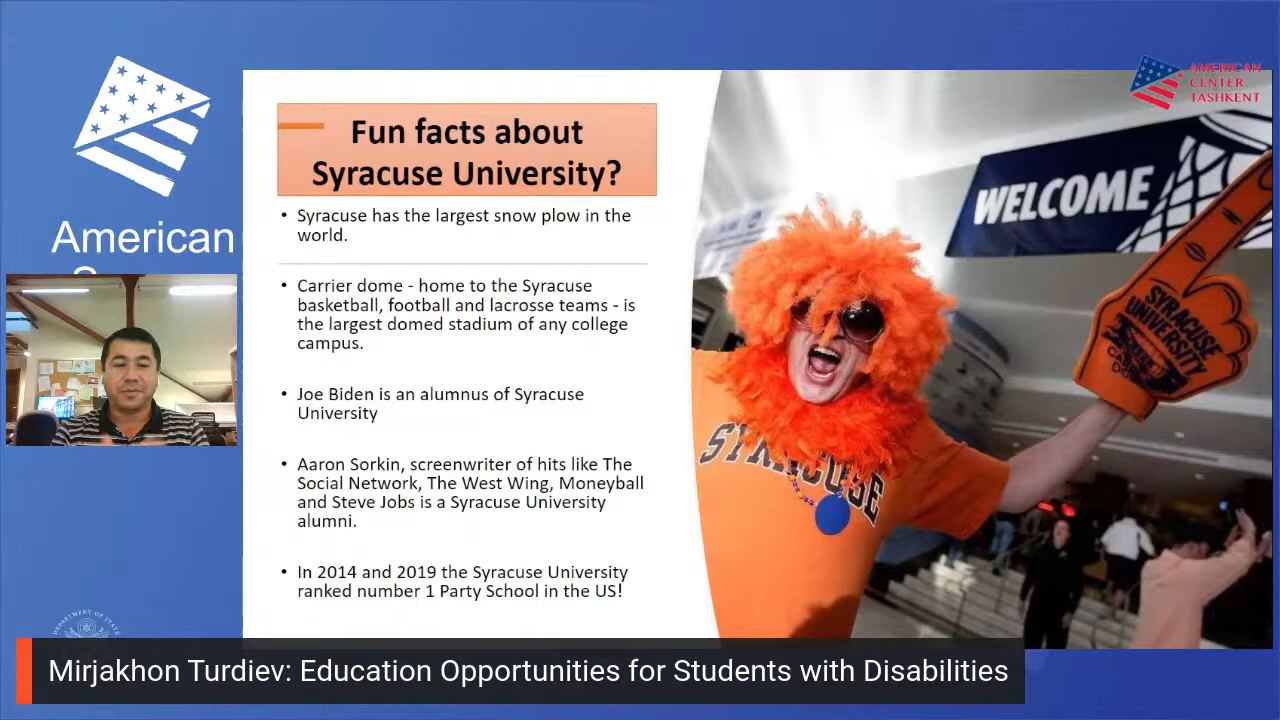 AMERICAN
CENTER
TASHKENT
American
Fun facts about
Syracuse University?
• Syracuse has the largest snow plow in the
world.
• Carrier dome - home to the Syracuse
basketball, football and lacrosse teams - is
the largest domed stadium of any college
campus.
• Joe Biden is an alumnus of Syracuse
University
• Aaron Sorkin, screenwriter of hits like The
Social Network, The West Wing, Moneyball
and Steve Jobs is a Syracuse University
alumni.
• In 2014 and 2019 the Syracuse University
ranked number 1 Party School in the US!
WELCOME
SYRACUSE
UNIVERSITY
SYRACUSE
DEPARTMENT OF STATE
Mirjakhon Turdiev: Education Opportunities for Students with Disabilities